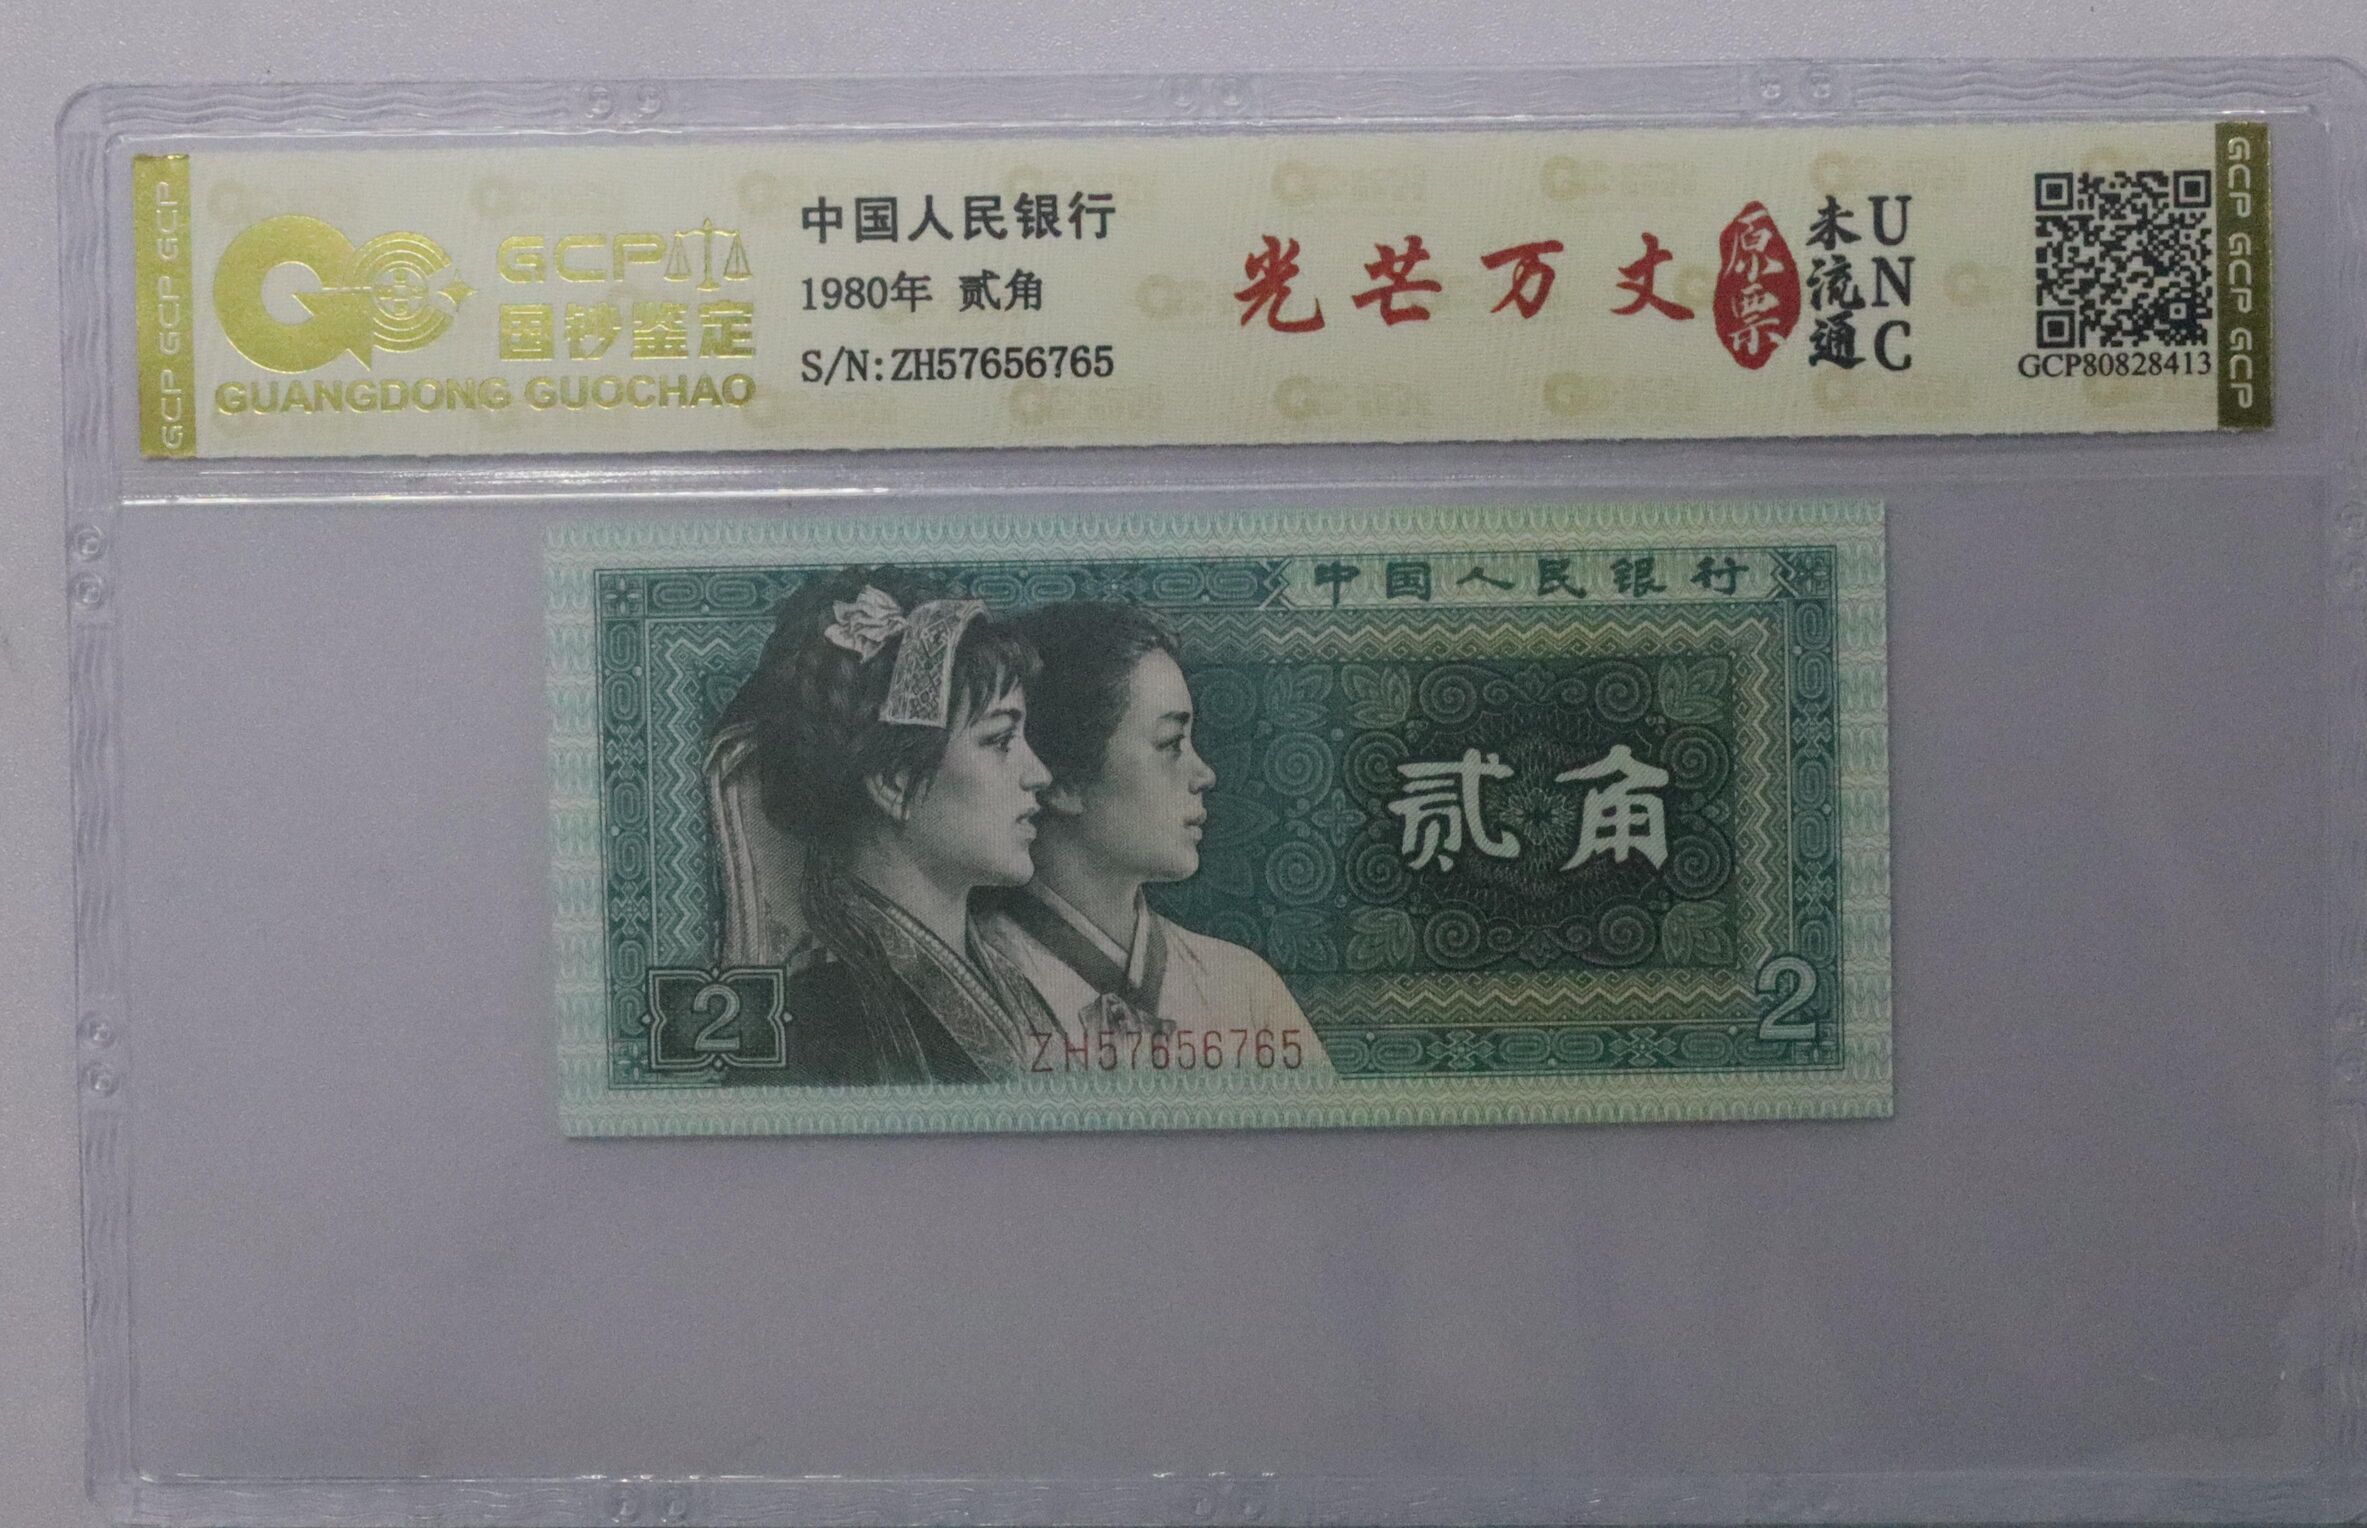 GCP GCP GCP
GCP
国钞鉴定
GUANGDONG GUOCHAO
中国人民银行
1980年 贰角
S/N:ZH57656765
光芒万丈
原票
未流通
UNC
GCP80828413
GCP GCP GCP
中国人民银行
贰角
2
2
ZH57656765